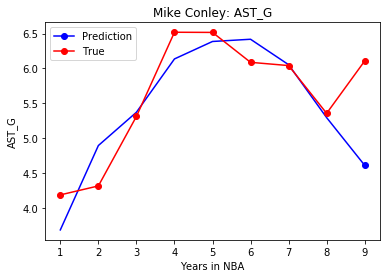 Mike Conley: AST_G
Prediction
True
AST_G
6.5
6.0
5.5
5.0
4.5
4.0
1 2 3 4 5 6 7 8 9
Years in NBA